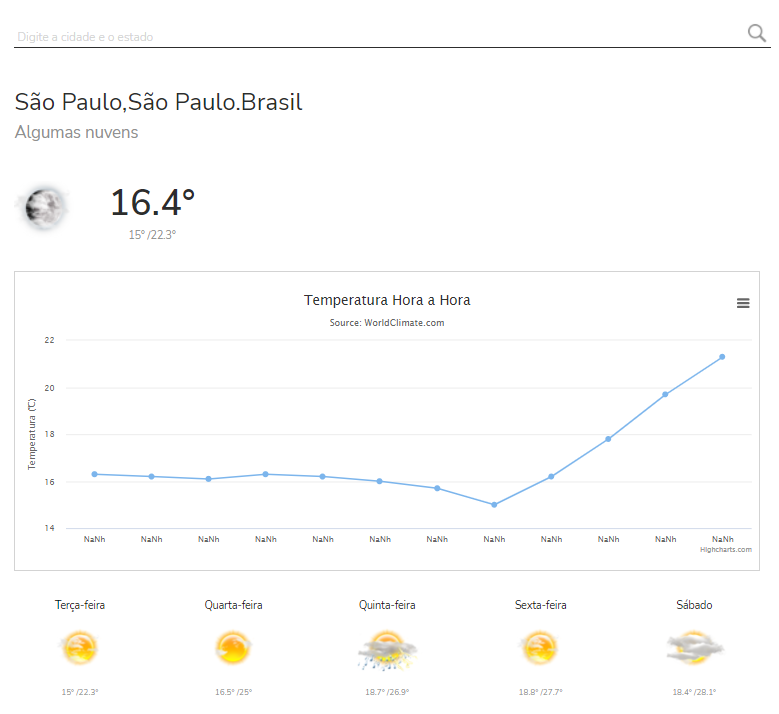 Digite a cidade e o estado
São Paulo,São Paulo.Brasil
Algumas nuvens
16.4°
15° /22.3°
Temperatura Hora a Hora
Source: WorldClimate.com
Temperatura (°C)
22
20
18
16
14
NaNh NaNh NaNh NaNh NaNh NaNh NaNh NaNh NaNh NaNh NaNh NaNh
Highcharts.com
Terça-feira Quarta-feira Quinta-feira Sexta-feira Sábado
15° /22.3° 16.5° /25° 18.7° /26.9° 18.8° /27.7° 18.4° /28.1°